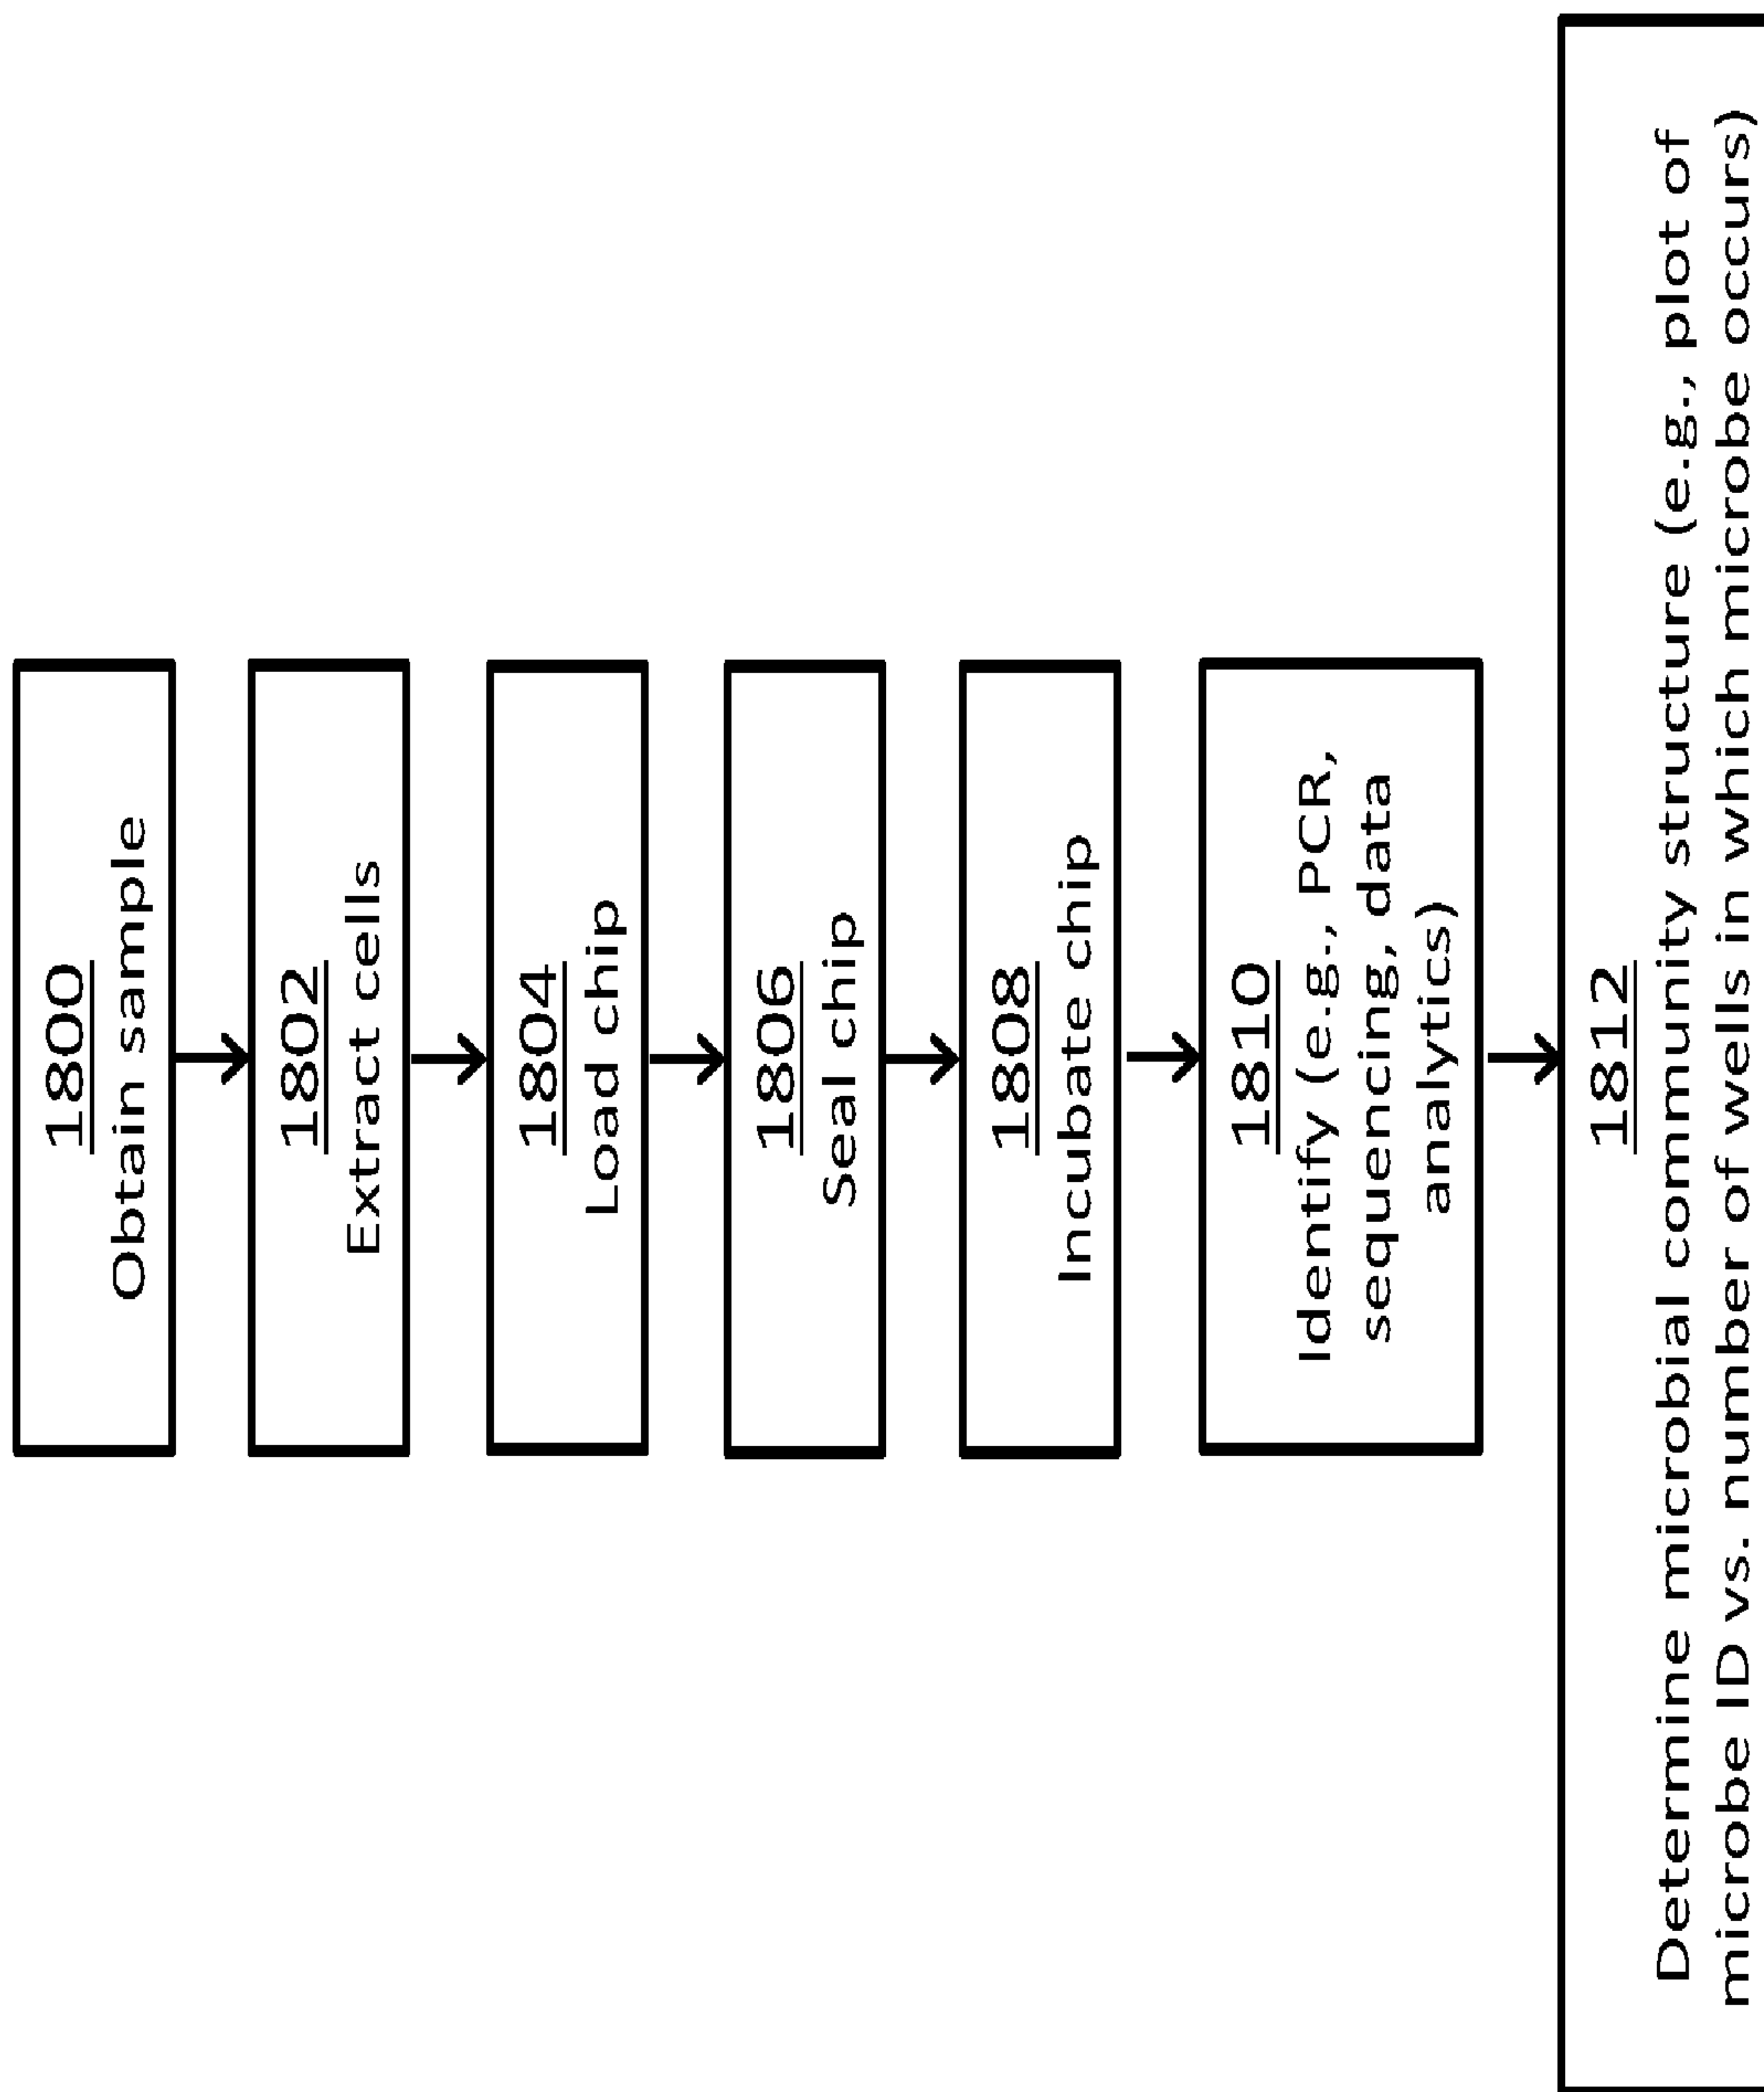 1800
Obtain sample
1802
Extract cells
1804
Load chip
1806
Seal chip
1808
Incubate chip
1810
Identify (e.g., PCR,
sequencing, data
analytics)
1812
Determine microbial community structure (e.g., plot of
microbe ID vs. number of wells in which microbe occurs)